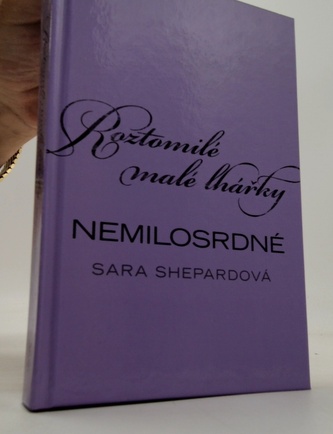 Roztomilé
malé lhářky
NEMILOSRDNÉ
SARA SHEPARDOVÁ